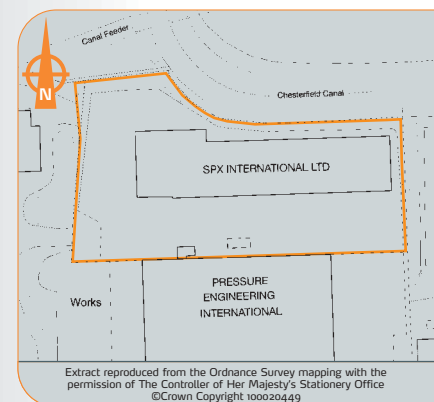 Canal Feeder
N
Chesterfield Canal
SPX INTERNATIONAL LTD
PRESSURE
ENGINEERING
INTERNATIONAL
Works
Extract reproduced from the Ordnance Survey mapping with the
permission of The Controller of Her Majesty's Stationery Office
©Crown Copyright 100020449